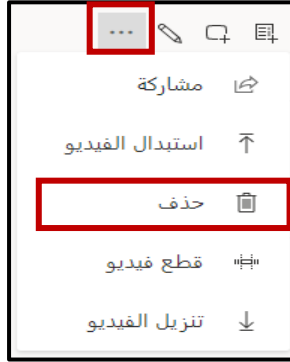 مشاركة
استبدال الفيديو
حذف
قطع فيديو
تنزيل الفيديو